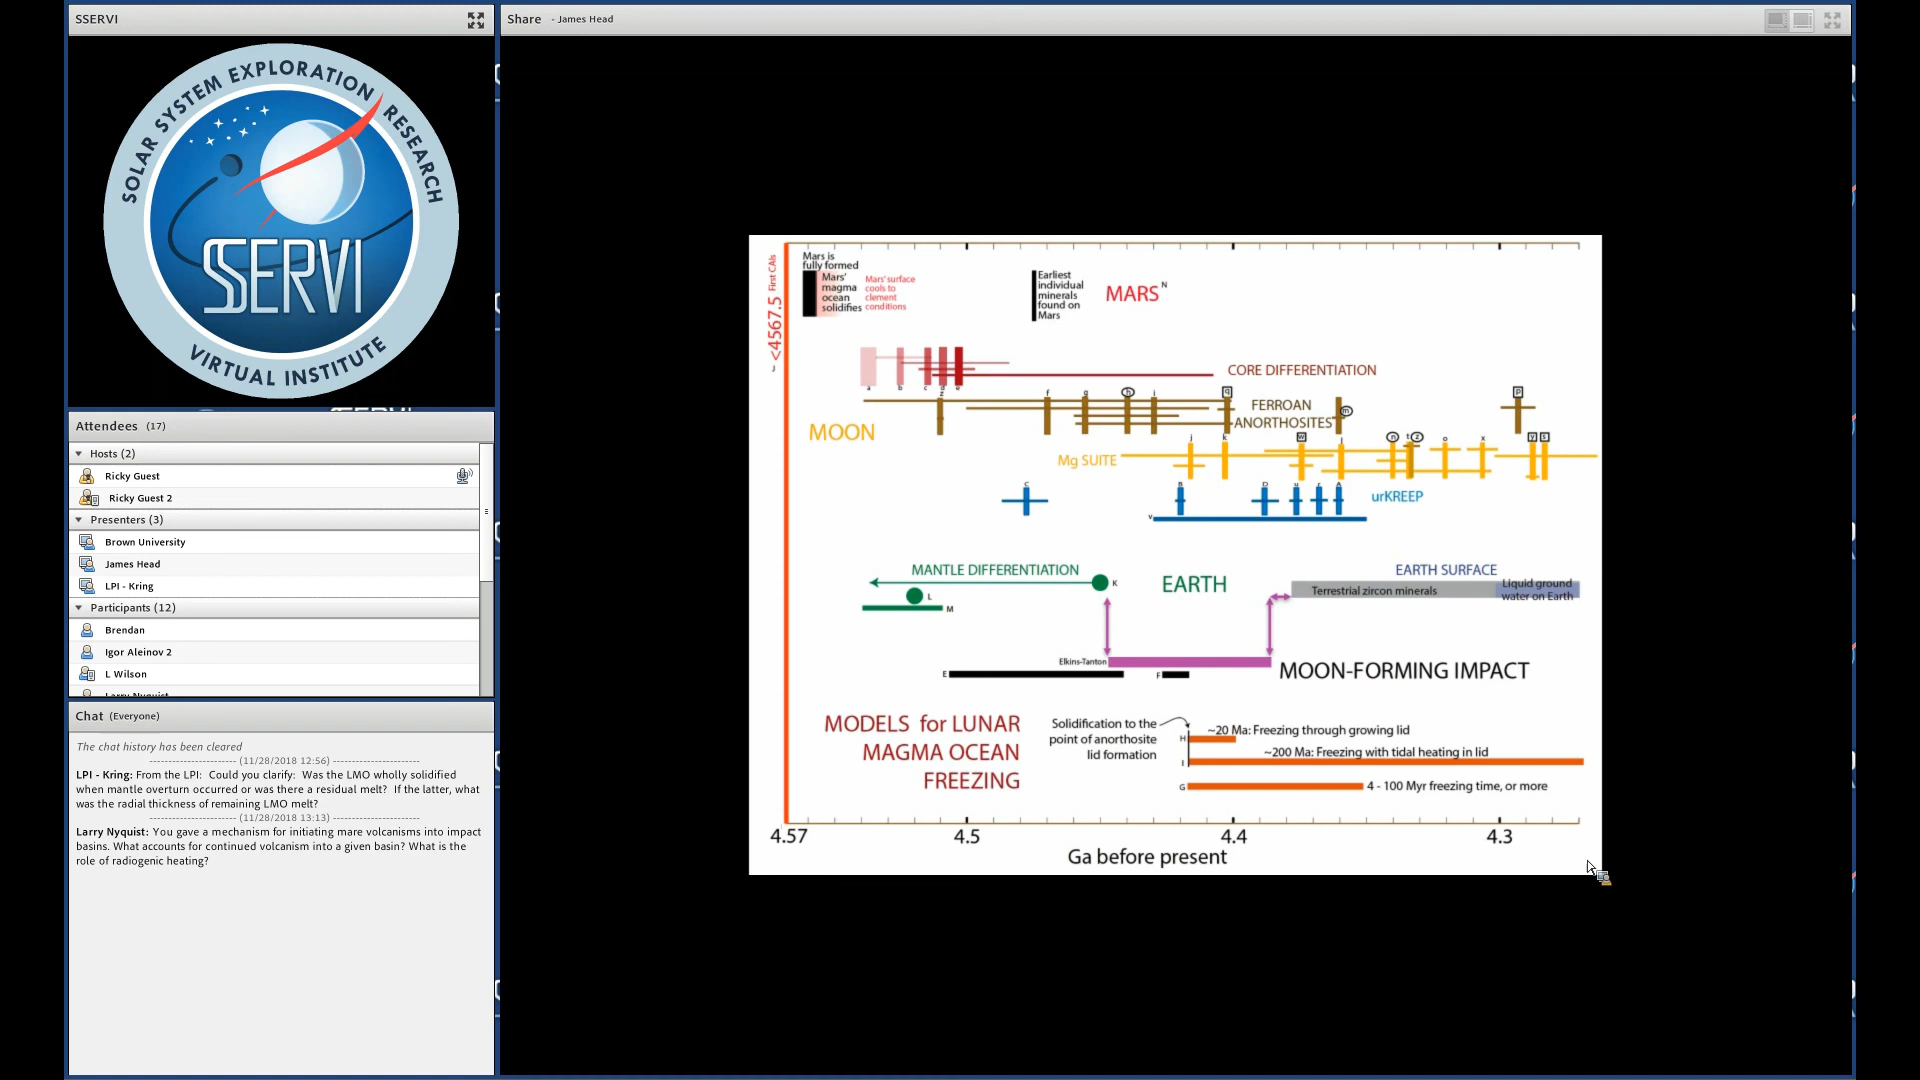 SSERVI
SOLAR SYSTEM EXPLORATION RESEARCH
SSERVI
VIRTUAL INSTITUTE
Attendees (17)
Hosts (2)
Ricky Guest
Ricky Guest 2
Presenters (3)
Brown University
James Head
LPI - Kring
Participants (12)
Brendan
Igor Aleinov 2
L Wilson
Larry Nyquist
Chat (Everyone)
The chat history has been cleared
------------------- (11/28/2018 12:56) -------------------
LPI - Kring: From the LPI: Could you clarify: Was the LMO wholly solidified
when mantle overturn occurred or was there a residual melt? If the latter, what
was the radial thickness of remaining LMO melt?
------------------- (11/28/2018 13:13) -------------------
Larry Nyquist: You gave a mechanism for initiating mare volcanisms into impact
basins. What accounts for continued volcanism into a given basin? What is the
role of radiogenic heating?
Share - James Head
J <4567.5 First CAIs
Mars is
fully formed
Mars'
magma
ocean
solidifies
Mars' surface
cools to
clement
conditions
Earliest
individual
minerals
found on
Mars
MARS N
CORE DIFFERENTIATION
a b c d e
z f g h i q m p
FERROAN
ANORTHOSITES
MOON
j k w l n t z o x y s
Mg SUITE
C B D u r A
urKREEP
v
MANTLE DIFFERENTIATION
K
L
M
EARTH
EARTH SURFACE
Terrestrial zircon minerals
Liquid ground
water on Earth
Elkins-Tanton
E
F
MOON-FORMING IMPACT
MODELS for LUNAR
MAGMA OCEAN
FREEZING
Solidification to the
point of anorthosite
lid formation
H
~20 Ma: Freezing through growing lid
~200 Ma: Freezing with tidal heating in lid
I
G
4 - 100 Myr freezing time, or more
4.57 4.5 4.4 4.3
Ga before present